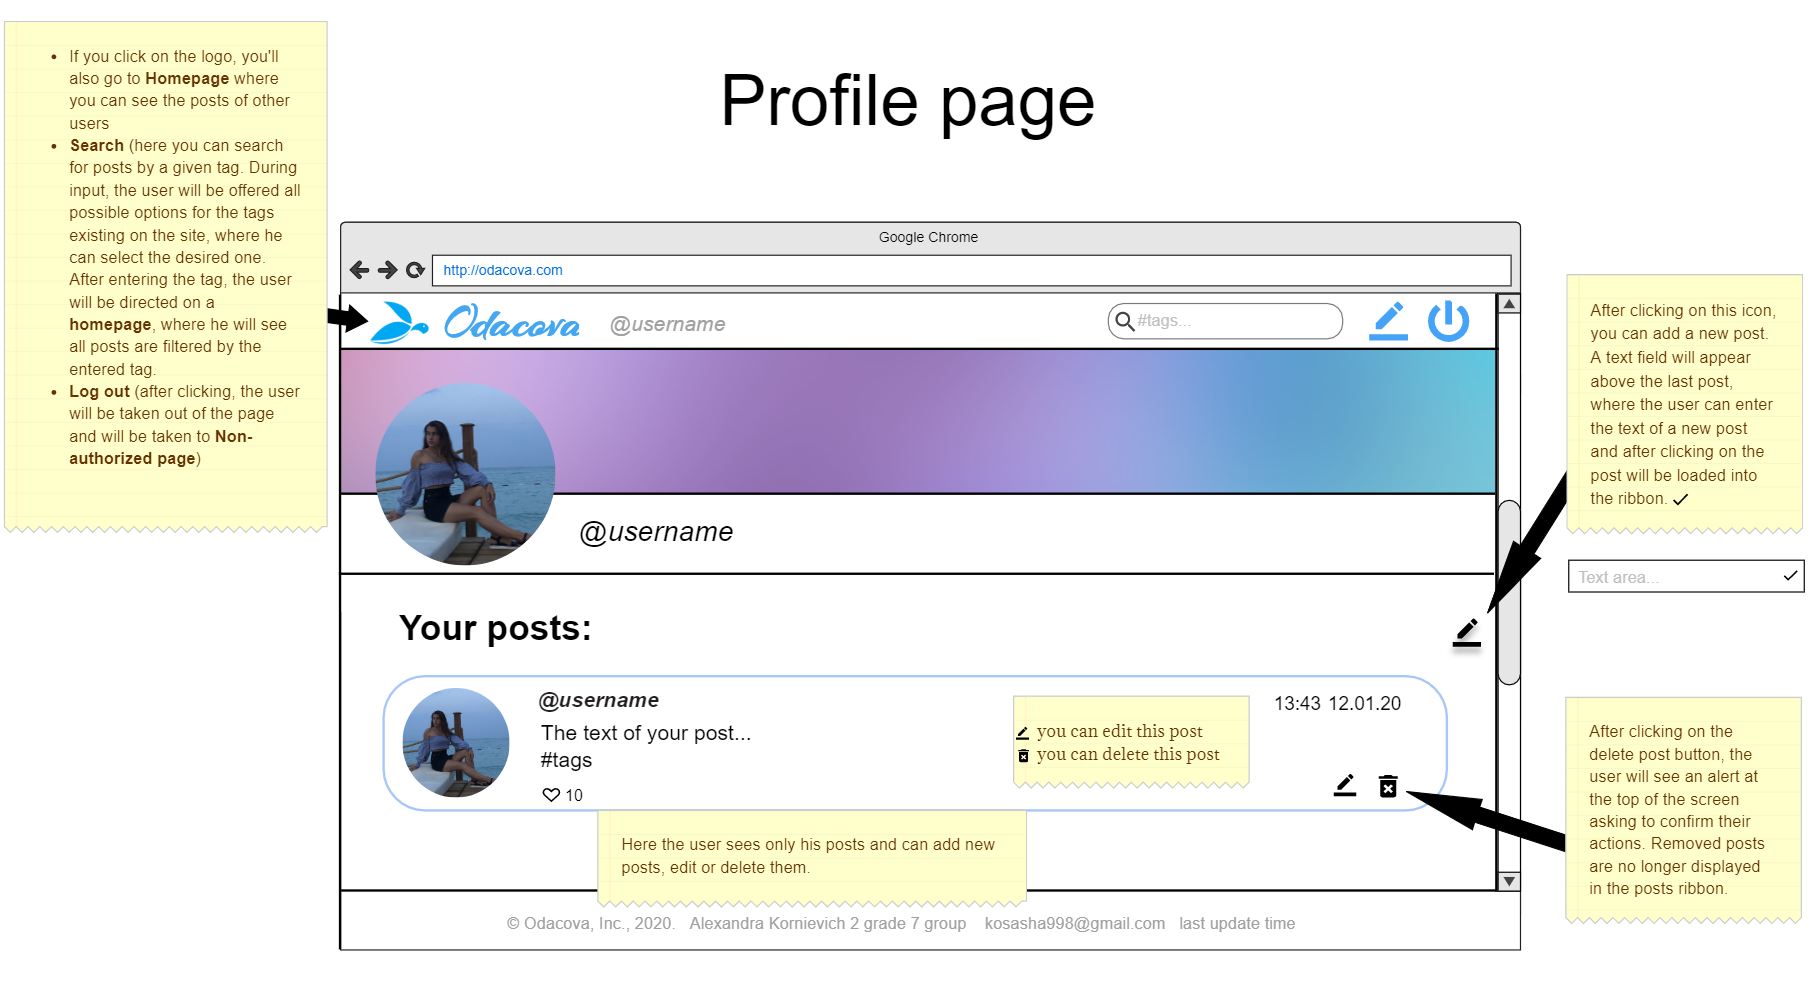 Profile page
If you click on the logo, you'll
also go to Homepage where
you can see the posts of other
users
Search (here you can search
for posts by a given tag. During
input, the user will be offered all
possible options for the tags
existing on the site, where he
can select the desired one.
After entering the tag, the user
will be directed on a
homepage, where he will see
all posts are filtered by the
entered tag.
Log out (after clicking, the user
will be taken out of the page
and will be taken to Non-
authorized page)
Google Chrome
http://odacova.com
Odacova @username #tags...
@username
Your posts:
@username
The text of your post...
#tags
10
you can edit this post
you can delete this post
13:43 12.01.20
Here the user sees only his posts and can add new
posts, edit or delete them.
© Odacova, Inc., 2020. Alexandra Kornievich 2 grade 7 group kosasha998@gmail.com last update time
After clicking on this icon,
you can add a new post.
A text field will appear
above the last post,
where the user can enter
the text of a new post
and after clicking on the
post will be loaded into
the ribbon.
Text area...
After clicking on the
delete post button, the
user will see an alert at
the top of the screen
asking to confirm their
actions. Removed posts
are no longer displayed
in the posts ribbon.